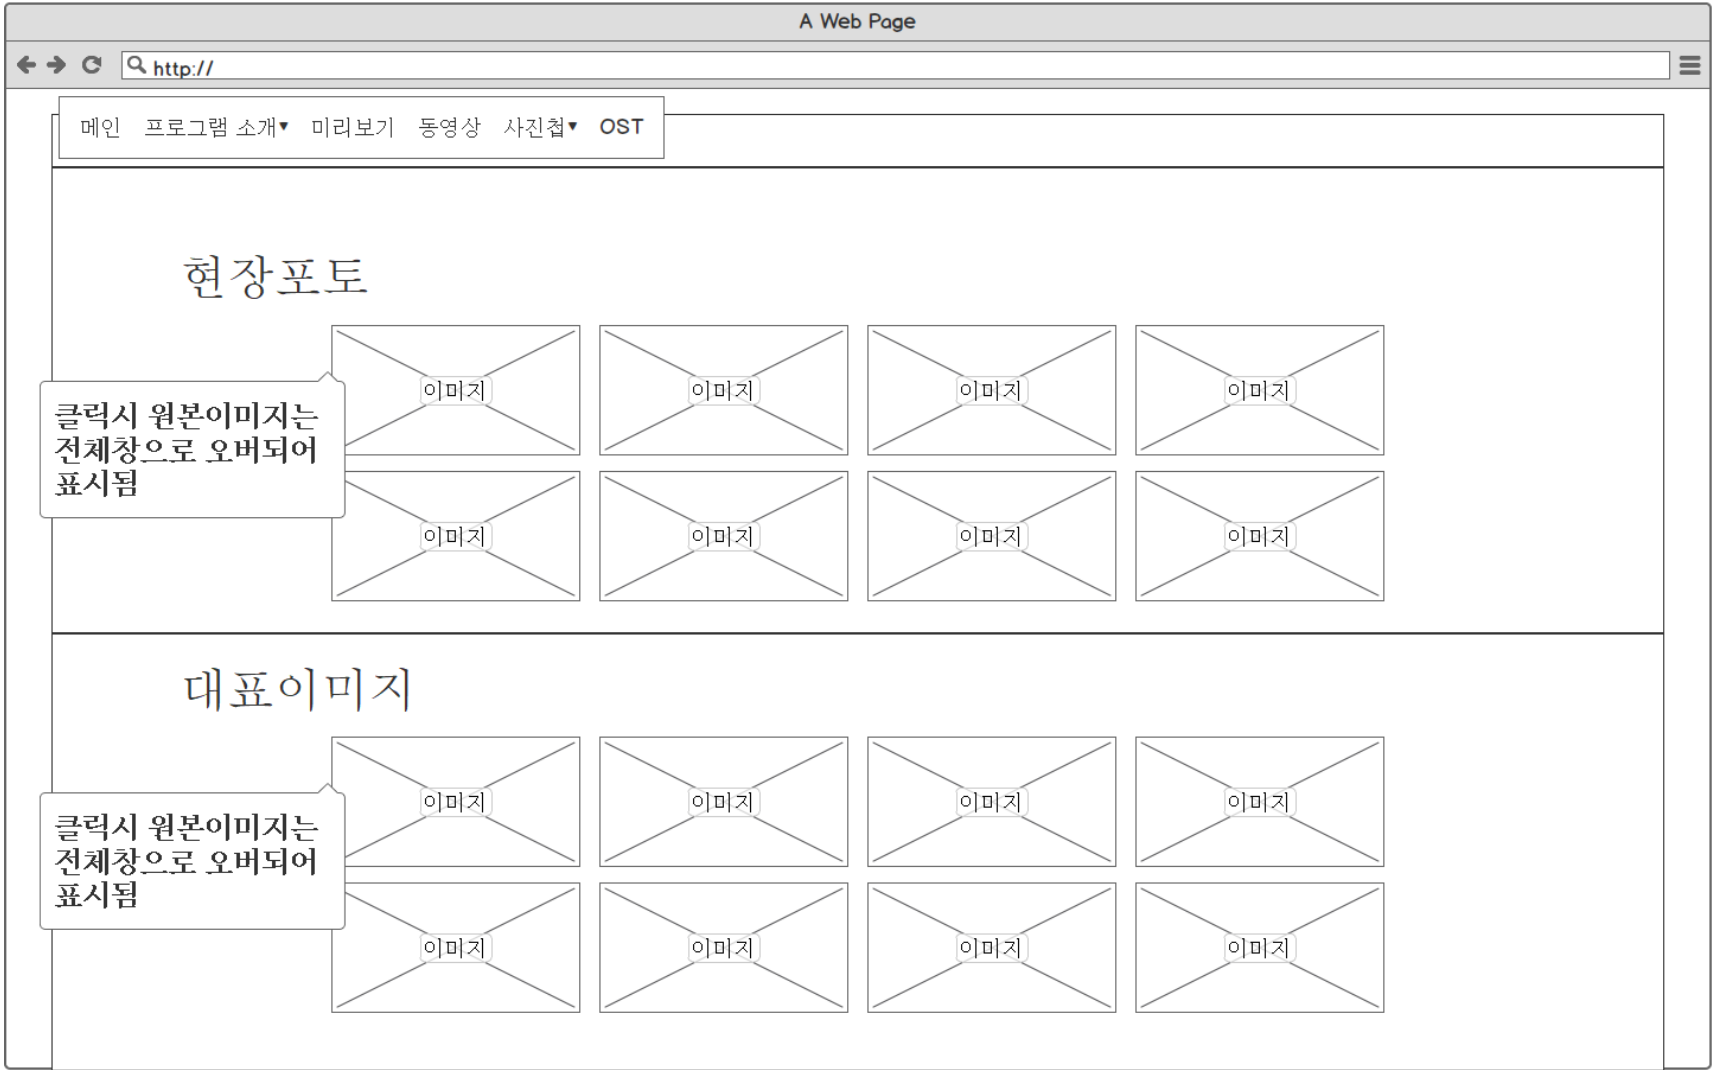 A Web Page
http://
메인 프로그램 소개▾ 미리보기 동영상 사진첩▾ OST
현장포토
이미지 이미지 이미지 이미지
클릭시 원본이미지는
전체창으로 오버되어
표시됨
이미지 이미지 이미지 이미지
대표이미지
이미지 이미지 이미지 이미지
클릭시 원본이미지는
전체창으로 오버되어
표시됨
이미지 이미지 이미지 이미지